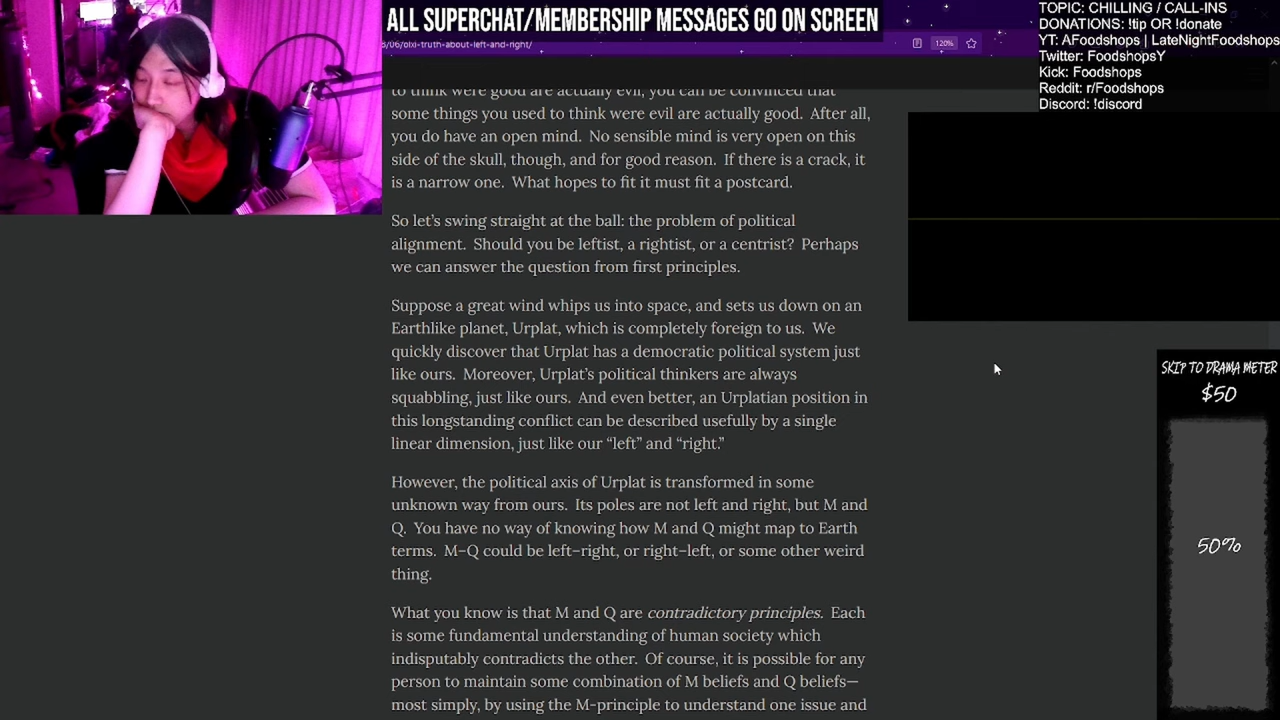 ALL SUPERCHAT/MEMBERSHIP MESSAGES GO ON SCREEN
TOPIC: CHILLING / CALL-INS
DONATIONS: !tip OR !donate
YT: AFoodshops | LateNightFoodshops
Twitter: FoodshopsY
Kick: Foodshops
Reddit: r/Foodshops
Discord: !discord
/06/olxi-truth-about-left-and-right/
120%
to think were good are actually evil, you can be convinced that
some things you used to think were evil are actually good.  After all,
you do have an open mind.  No sensible mind is very open on this
side of the skull, though, and for good reason.  If there is a crack, it
is a narrow one.  What hopes to fit it must fit a postcard.
So let's swing straight at the ball: the problem of political
alignment.  Should you be leftist, a rightist, or a centrist?  Perhaps
we can answer the question from first principles.
Suppose a great wind whips us into space, and sets us down on an
Earthlike planet, Urplat, which is completely foreign to us.  We
quickly discover that Urplat has a democratic political system just
like ours.  Moreover, Urplat's political thinkers are always
squabbling, just like ours.  And even better, an Urplatian position in
this longstanding conflict can be described usefully by a single
linear dimension, just like our “left” and “right.”
However, the political axis of Urplat is transformed in some
unknown way from ours.  Its poles are not left and right, but M and
Q.  You have no way of knowing how M and Q might map to Earth
terms.  M–Q could be left–right, or right–left, or some other weird
thing.
What you know is that M and Q are contradictory principles.  Each
is some fundamental understanding of human society which
indisputably contradicts the other.  Of course, it is possible for any
person to maintain some combination of M beliefs and Q beliefs—
most simply, by using the M-principle to understand one issue and
SKIP TO DRAMA METER
$50
50%